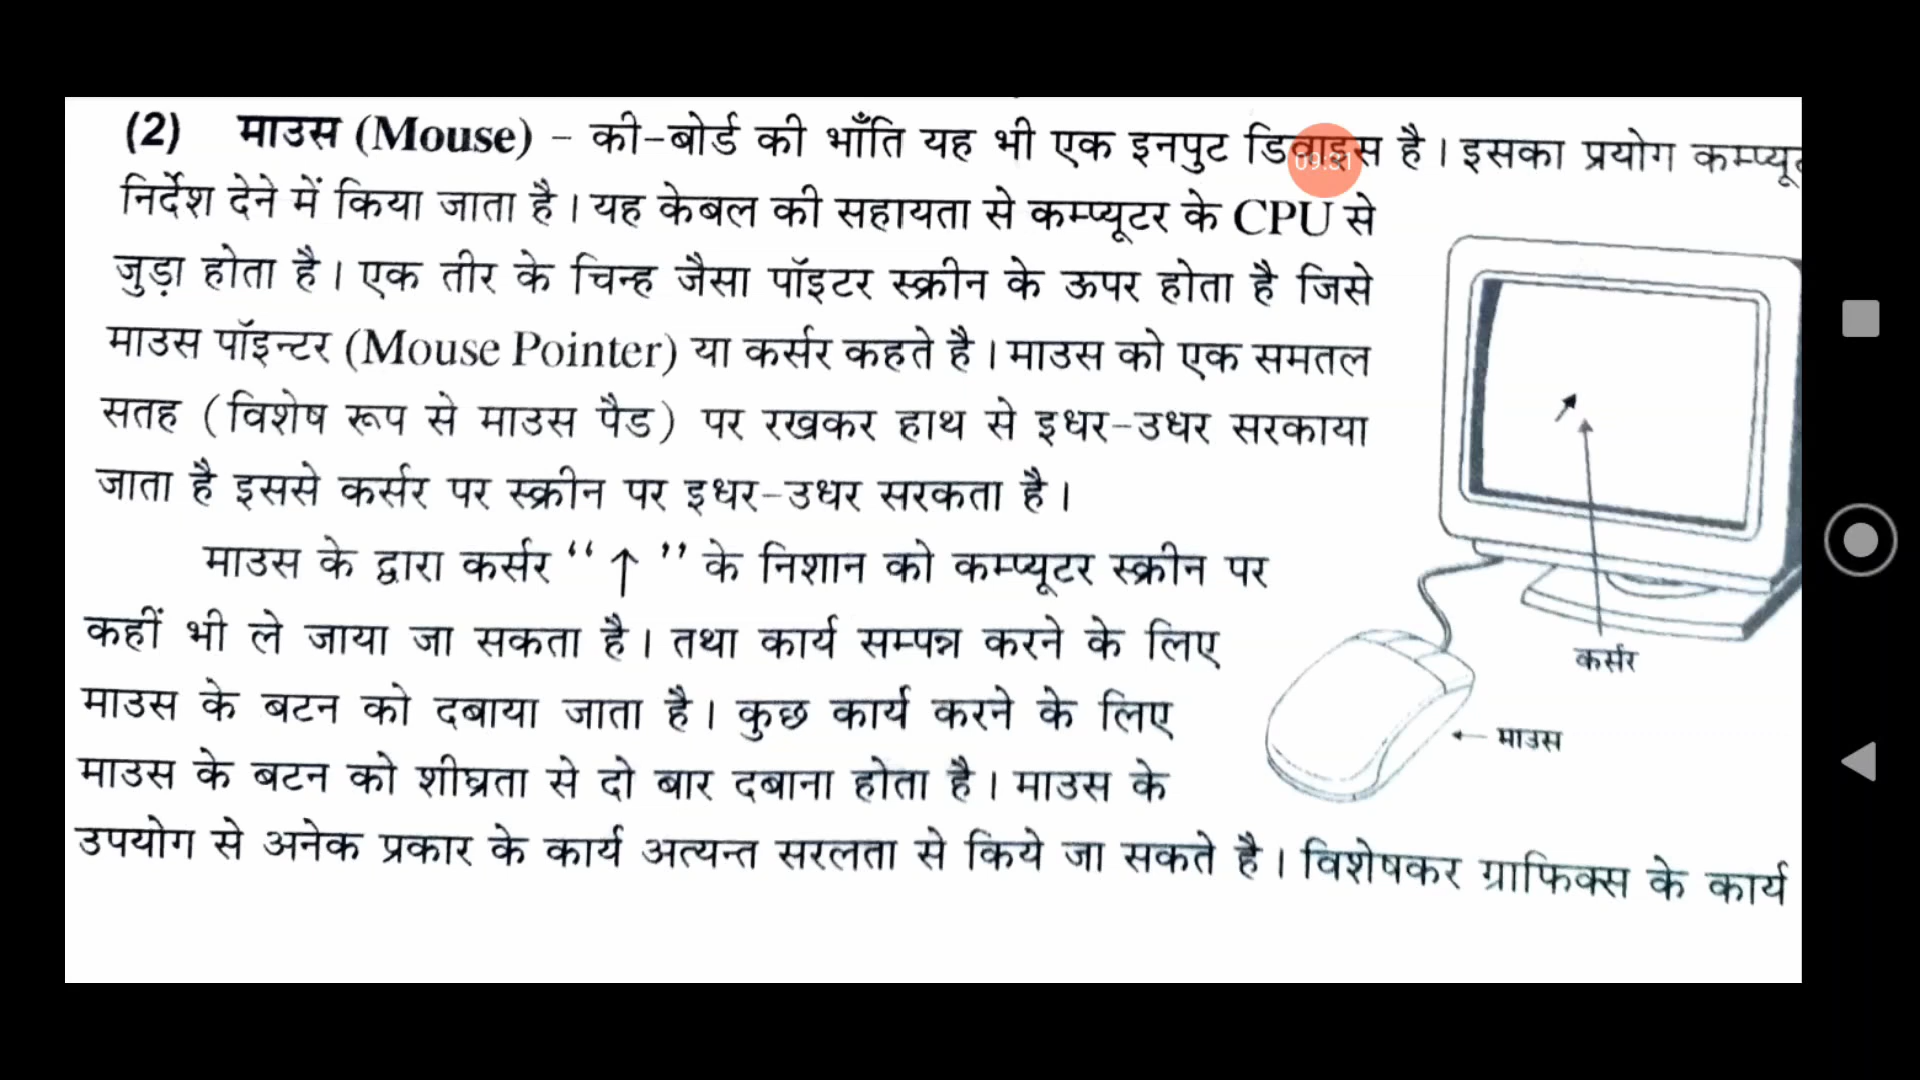 (2) माउस (Mouse) – की-बोर्ड की भाँति यह भी एक इनपुट डिवाइस है। इसका प्रयोग
निर्देश देने में किया जाता है। यह केबल की सहायता से कम्प्यूटर के CPU से
जुड़ा होता है। एक तीर के चिन्ह जैसा पॉइटर स्क्रीन के ऊपर होता है जिसे
माउस पॉइन्टर (Mouse Pointer) या कर्सर कहते है। माउस को एक समतल
सतह (विशेष रूप से माउस पैड) पर रखकर हाथ से इधर-उधर सरकाया
जाता है इससे कर्सर पर स्क्रीन पर इधर-उधर सरकता है।
माउस के द्वारा कर्सर “ ↑ ” के निशान को कम्प्यूटर स्क्रीन पर
कहीं भी ले जाया जा सकता है। तथा कार्य सम्पन्न करने के लिए
माउस के बटन को दबाया जाता है। कुछ कार्य करने के लिए
माउस के बटन को शीघ्रता से दो बार दबाना होता है। माउस के
उपयोग से अनेक प्रकार के कार्य अत्यन्त सरलता से किये जा सकते है। विशेषकर ग्राफिक्स के कार्य
कर्सर
माउस